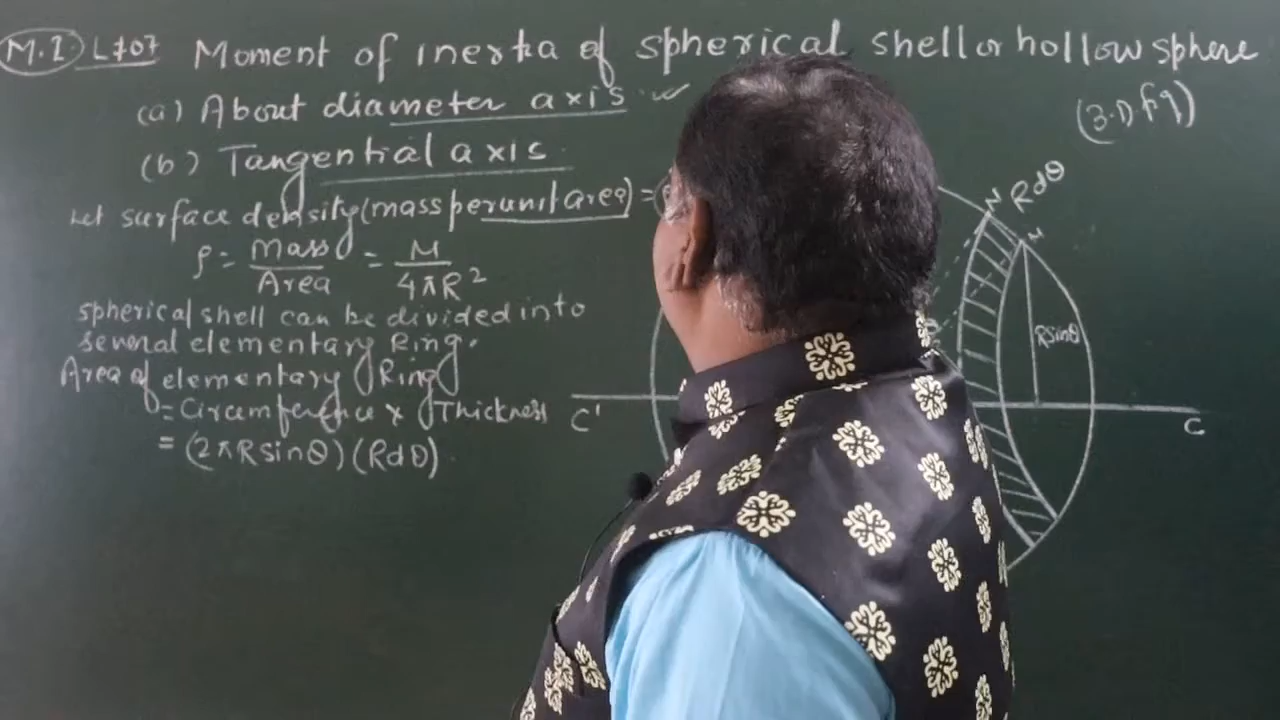 M.I. L707 Moment of inertia of spherical shell or hollow sphere
(3.D fig)
(a) About diameter axis. ✓
(b) Tangential axis.
Let surface density (mass per unit area) =
ρ = Mass/Area = M/4πR²
spherical shell can be divided into
several elementary Ring.
Area of elementary Ring
= Circumference × Thickness
= (2πR sinθ) (Rdθ).
N Rdθ
M
R sinθ
C'
C